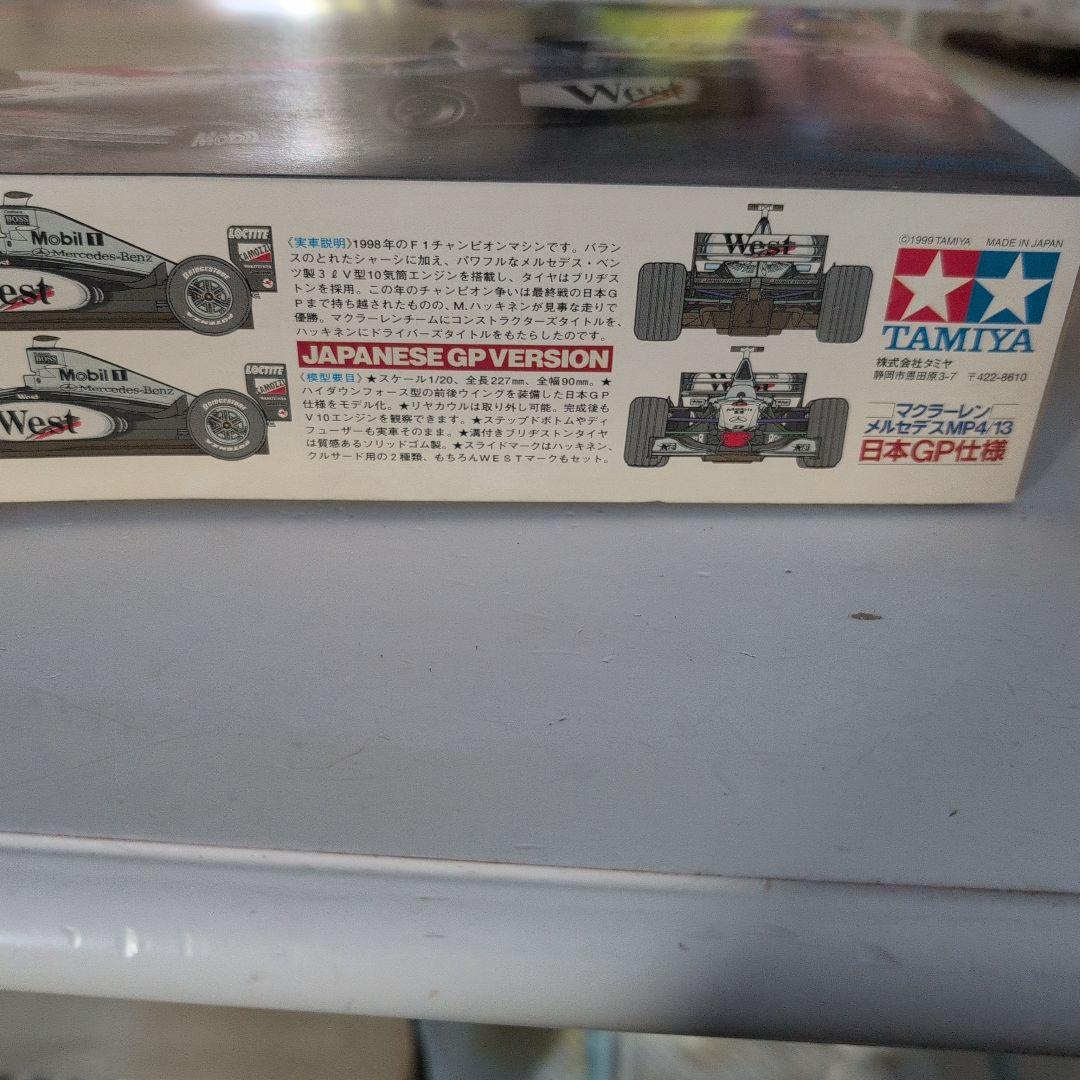 West
Mobil
BOSS
Mobil 1
Mercedes-Benz
LOCTITE
CAMOZZI
BRIDGESTONE
POTENZA
West
BOSS
Mobil 1
Mercedes-Benz
LOCTITE
CAMOZZI
BRIDGESTONE
POTENZA
West
《実車説明》1998年のF1チャンピオンマシンです。バラン
スのとれたシャーシに加え、パワフルなメルセデス・ベン
ツ製3ℓV型10気筒エンジンを搭載し、タイヤはブリヂス
トンを採用。この年のチャンピオン争いは最終戦の日本G
Pまで持ち越されたものの、M.ハッキネンが見事な走りで
優勝。マクラーレンチームにコンストラクターズタイトルを、
ハッキネンにドライバーズタイトルをもたらしたのです。
JAPANESE GP VERSION
《模型要目》★スケール1/20、全長227mm、全幅90mm。★
ハイダウンフォース型の前後ウイングを装備した日本GP
仕様をモデル化。★リヤカウルは取り外し可能。完成後も
V10エンジンを観察できます。★ステップドボトムやディ
フューザーも実車そのまま。★溝付きブリヂストンタイヤ
は質感あるソリッドゴム製。★スライドマークはハッキネン、
クルサード用の2種類、もちろんWESTマークもセット。
West
West
©1999 TAMIYA MADE IN JAPAN
TAMIYA
株式会社タミヤ
静岡市恩田原3-7 〒422-8610
マクラーレン
メルセデスMP4/13
日本GP仕様